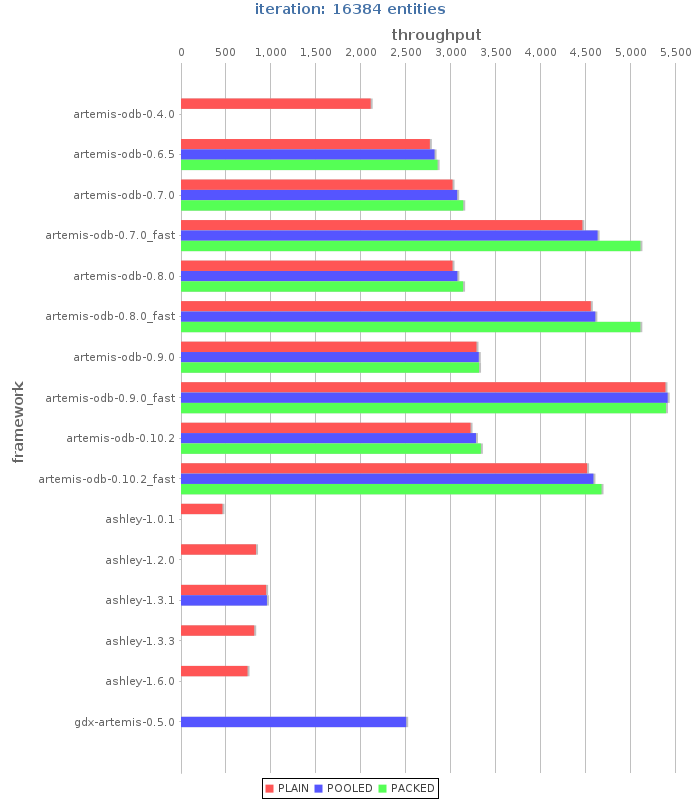 iteration: 16384 entities
throughput
0 500 1,000 1,500 2,000 2,500 3,000 3,500 4,000 4,500 5,000 5,500
framework
artemis-odb-0.4.0
artemis-odb-0.6.5
artemis-odb-0.7.0
artemis-odb-0.7.0_fast
artemis-odb-0.8.0
artemis-odb-0.8.0_fast
artemis-odb-0.9.0
artemis-odb-0.9.0_fast
artemis-odb-0.10.2
artemis-odb-0.10.2_fast
ashley-1.0.1
ashley-1.2.0
ashley-1.3.1
ashley-1.3.3
ashley-1.6.0
gdx-artemis-0.5.0
PLAIN POOLED PACKED